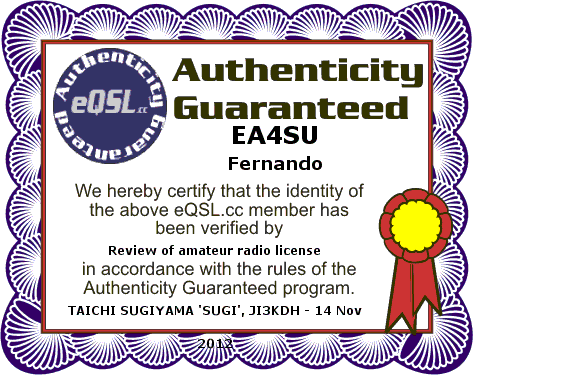 Authenticity Guaranteed
eQSL.cc
Authenticity
Guaranteed
EA4SU
Fernando
We hereby certify that the identity of
the above eQSL.cc member has
been verified by
Review of amateur radio license
in accordance with the rules of the
Authenticity Guaranteed program.
TAICHI SUGIYAMA 'SUGI', JI3KDH - 14 Nov
2012